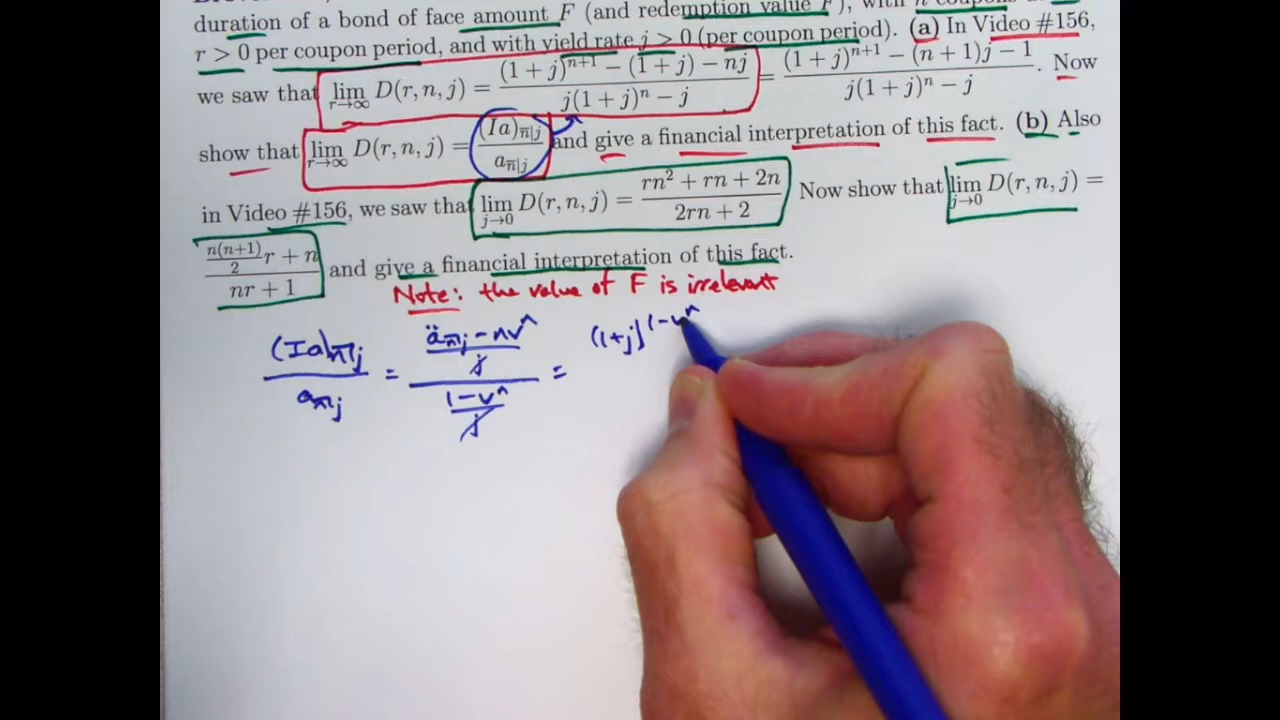 duration of a bond of face amount F (and redemption value F), with n coupons at
r > 0 per coupon period, and with yield rate j > 0 (per coupon period). (a) In Video #156,
we saw that lim_{r→∞} D(r, n, j) = ((1 + j)^{n+1} − (1 + j) − nj)/(j(1 + j)^n − j) = ((1 + j)^{n+1} − (n + 1)j − 1)/(j(1 + j)^n − j). Now
show that lim_{r→∞} D(r, n, j) = (Ia)_{n̅|j}/a_{n̅|j} and give a financial interpretation of this fact. (b) Also
in Video #156, we saw that lim_{j→0} D(r, n, j) = (rn² + rn + 2n)/(2rn + 2) Now show that lim_{j→0} D(r, n, j) =
(n(n+1)/2 r + n)/(nr + 1) and give a financial interpretation of this fact.
Note: the value of F is irrelevant
(Ia)_{n̅|j}/a_{n̅|j} = ((ä_{n̅|j} − nv^n)/j)/((1 − v^n)/j) = (1+j)(1−v^n